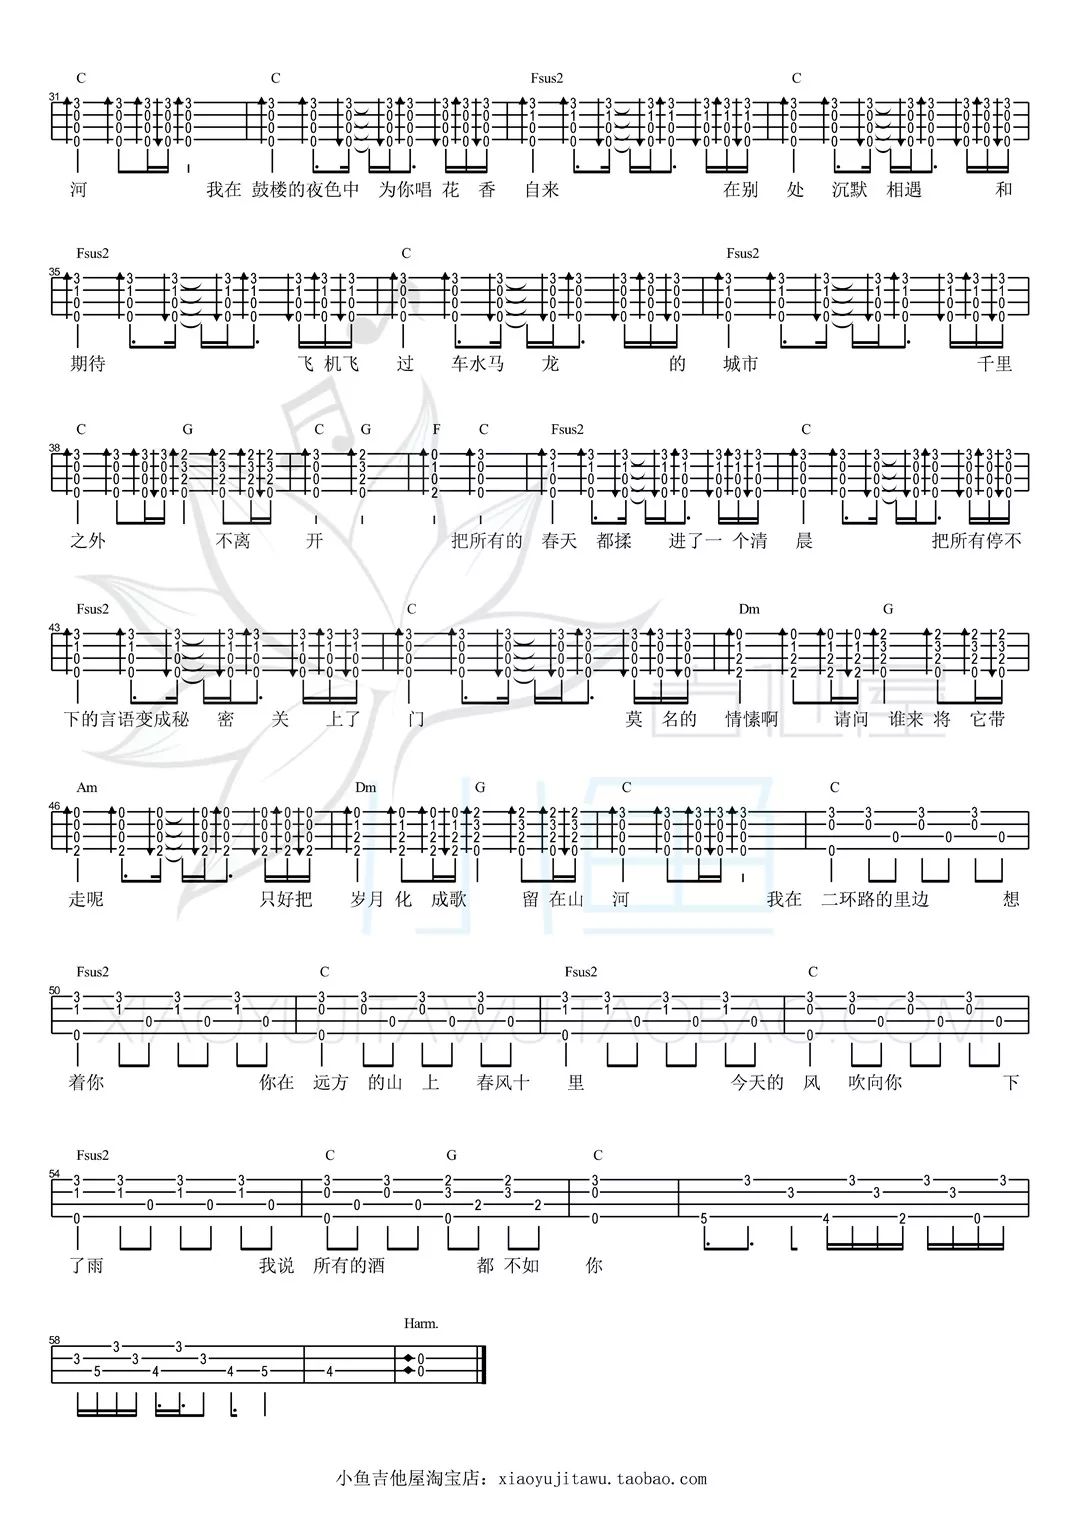 C C Fsus2 C
31
河 我在 鼓楼的夜色中 为你唱 花 香 自来 在别 处 沉默 相遇 和
Fsus2 C Fsus2
35
期待 飞 机飞 过 车水马 龙 的 城市 千里
C G C G F C Fsus2 C
38
之外 不离 开 把所有的 春天 都揉 进了一 个清 晨 把所有停不
Fsus2 C Dm G
43
下的言语变成秘 密 关 上了 门 莫 名的 情愫啊 请问 谁来 将 它带
Am Dm G C C
46
走呢 只好把 岁月 化 成歌 留 在山 河 我在 二环路的里边 想
Fsus2 C Fsus2 C
50
着你 你在 远方 的山 上 春风十 里 今天的 风 吹向你 下
Fsus2 C G C
54
了雨 我说 所有的酒 都 不如 你
Harm.
58
吉他屋
小鱼
XIAOYUJITAWU.TAOBAO.COM
小鱼吉他屋淘宝店：xiaoyujitawu.taobao.com